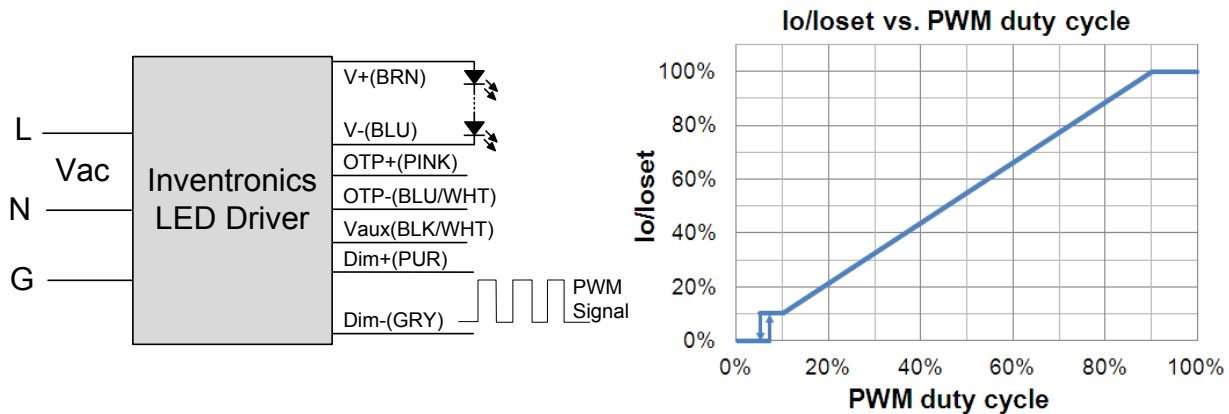 L
Vac
N
G
Inventronics
LED Driver
V+(BRN)
V-(BLU)
OTP+(PINK)
OTP-(BLU/WHT)
Vaux(BLK/WHT)
Dim+(PUR)
Dim-(GRY)
PWM
Signal
Io/Ioset vs. PWM duty cycle
Io/Ioset
100%
80%
60%
40%
20%
0%
0%
20%
40%
60%
80%
100%
PWM duty cycle